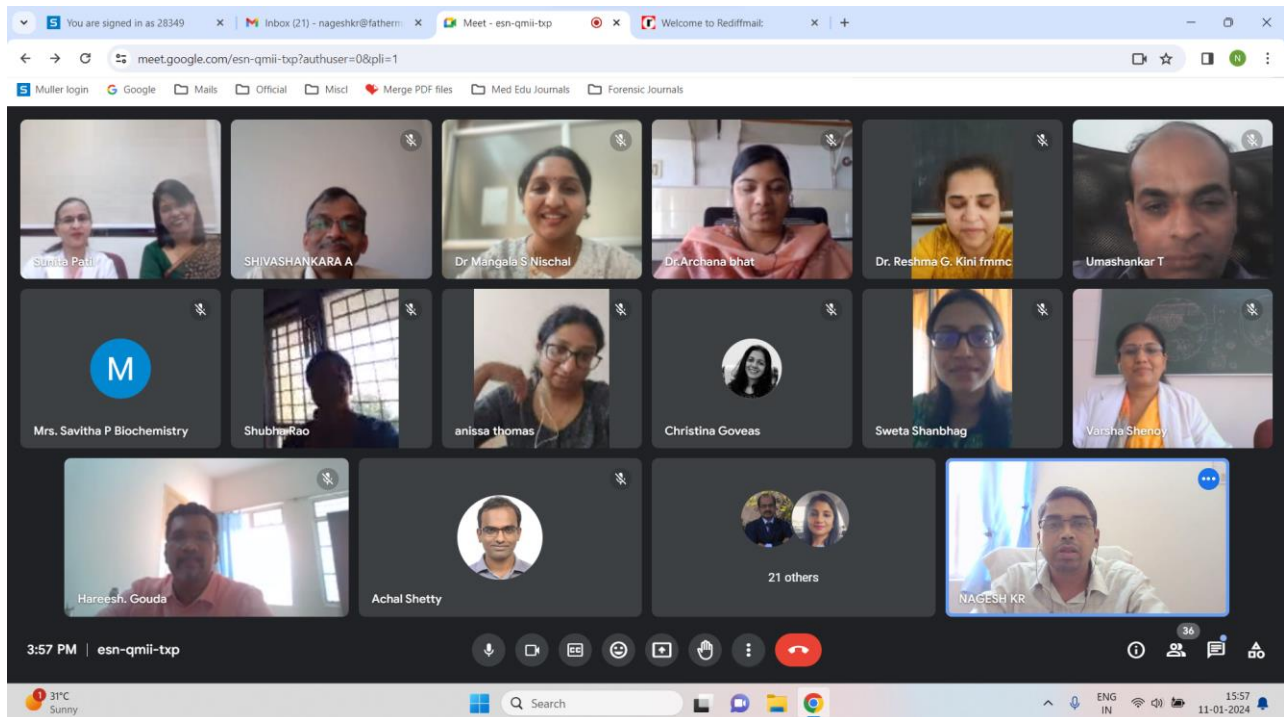 You are signed in as 28349
Inbox (21) - nageshkr@fatherm
Meet - esn-qmii-txp
Welcome to Rediffmail:
meet.google.com/esn-qmii-txp?authuser=0&pli=1
N
Muller login Google Mails Official Miscl Merge PDF files Med Edu Journals Forensic Journals
Sunita Pati
SHIVASHANKARA A
Dr Mangala S Nischal
Dr.Archana bhat
Dr. Reshma G. Kini fmmc
Umashankar T
M
Mrs. Savitha P Biochemistry
Shubha Rao
anissa thomas
Christina Goveas
Sweta Shanbhag
Varsha Shenoy
Hareesh. Gouda
Achal Shetty
21 others
NAGESH KR
3:57 PM | esn-qmii-txp
CC
36
1
31°C
Sunny
Search
ENG
IN
15:57
11-01-2024